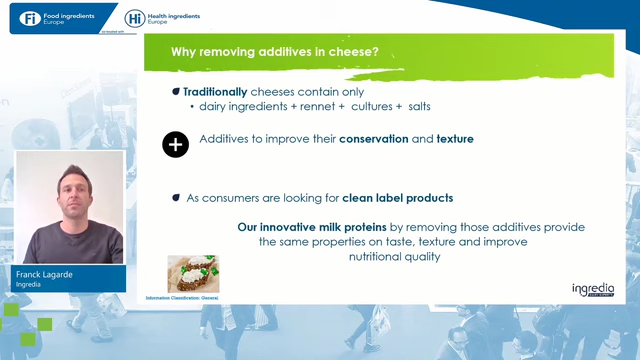 Fi Food ingredients
Europe
Hi Health ingredients
Europe
Why removing additives in cheese?
Traditionally cheeses contain only
• dairy ingredients + rennet + cultures + salts
+ Additives to improve their conservation and texture
As consumers are looking for clean label products
Our innovative milk proteins by removing those additives provide
the same properties on taste, texture and improve
nutritional quality
Franck Lagarde
Ingredia
Information Classification: General
ingredia